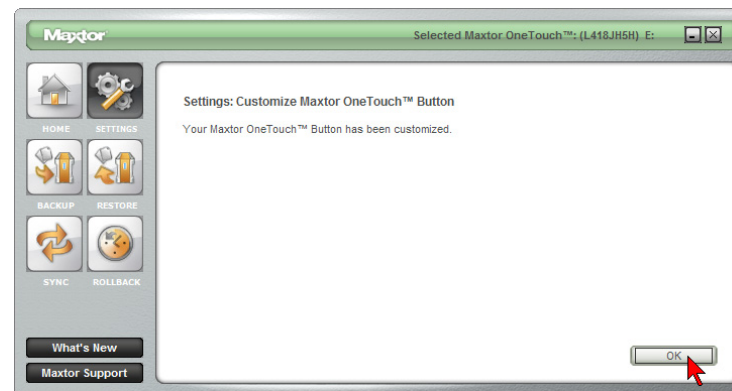 Maxtor
Selected Maxtor OneTouch™: (L418JH5H) E:
HOME SETTINGS
BACKUP RESTORE
SYNC ROLLBACK
What's New
Maxtor Support
Settings: Customize Maxtor OneTouch™ Button
Your Maxtor OneTouch™ Button has been customized.
OK